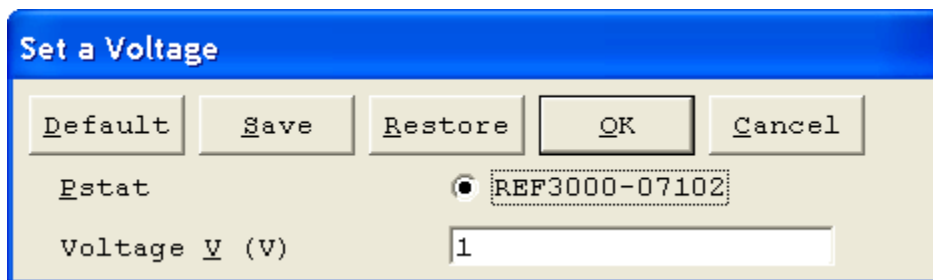 Set a Voltage
Default Save Restore OK Cancel
Pstat REF3000-07102
Voltage V (V) 1